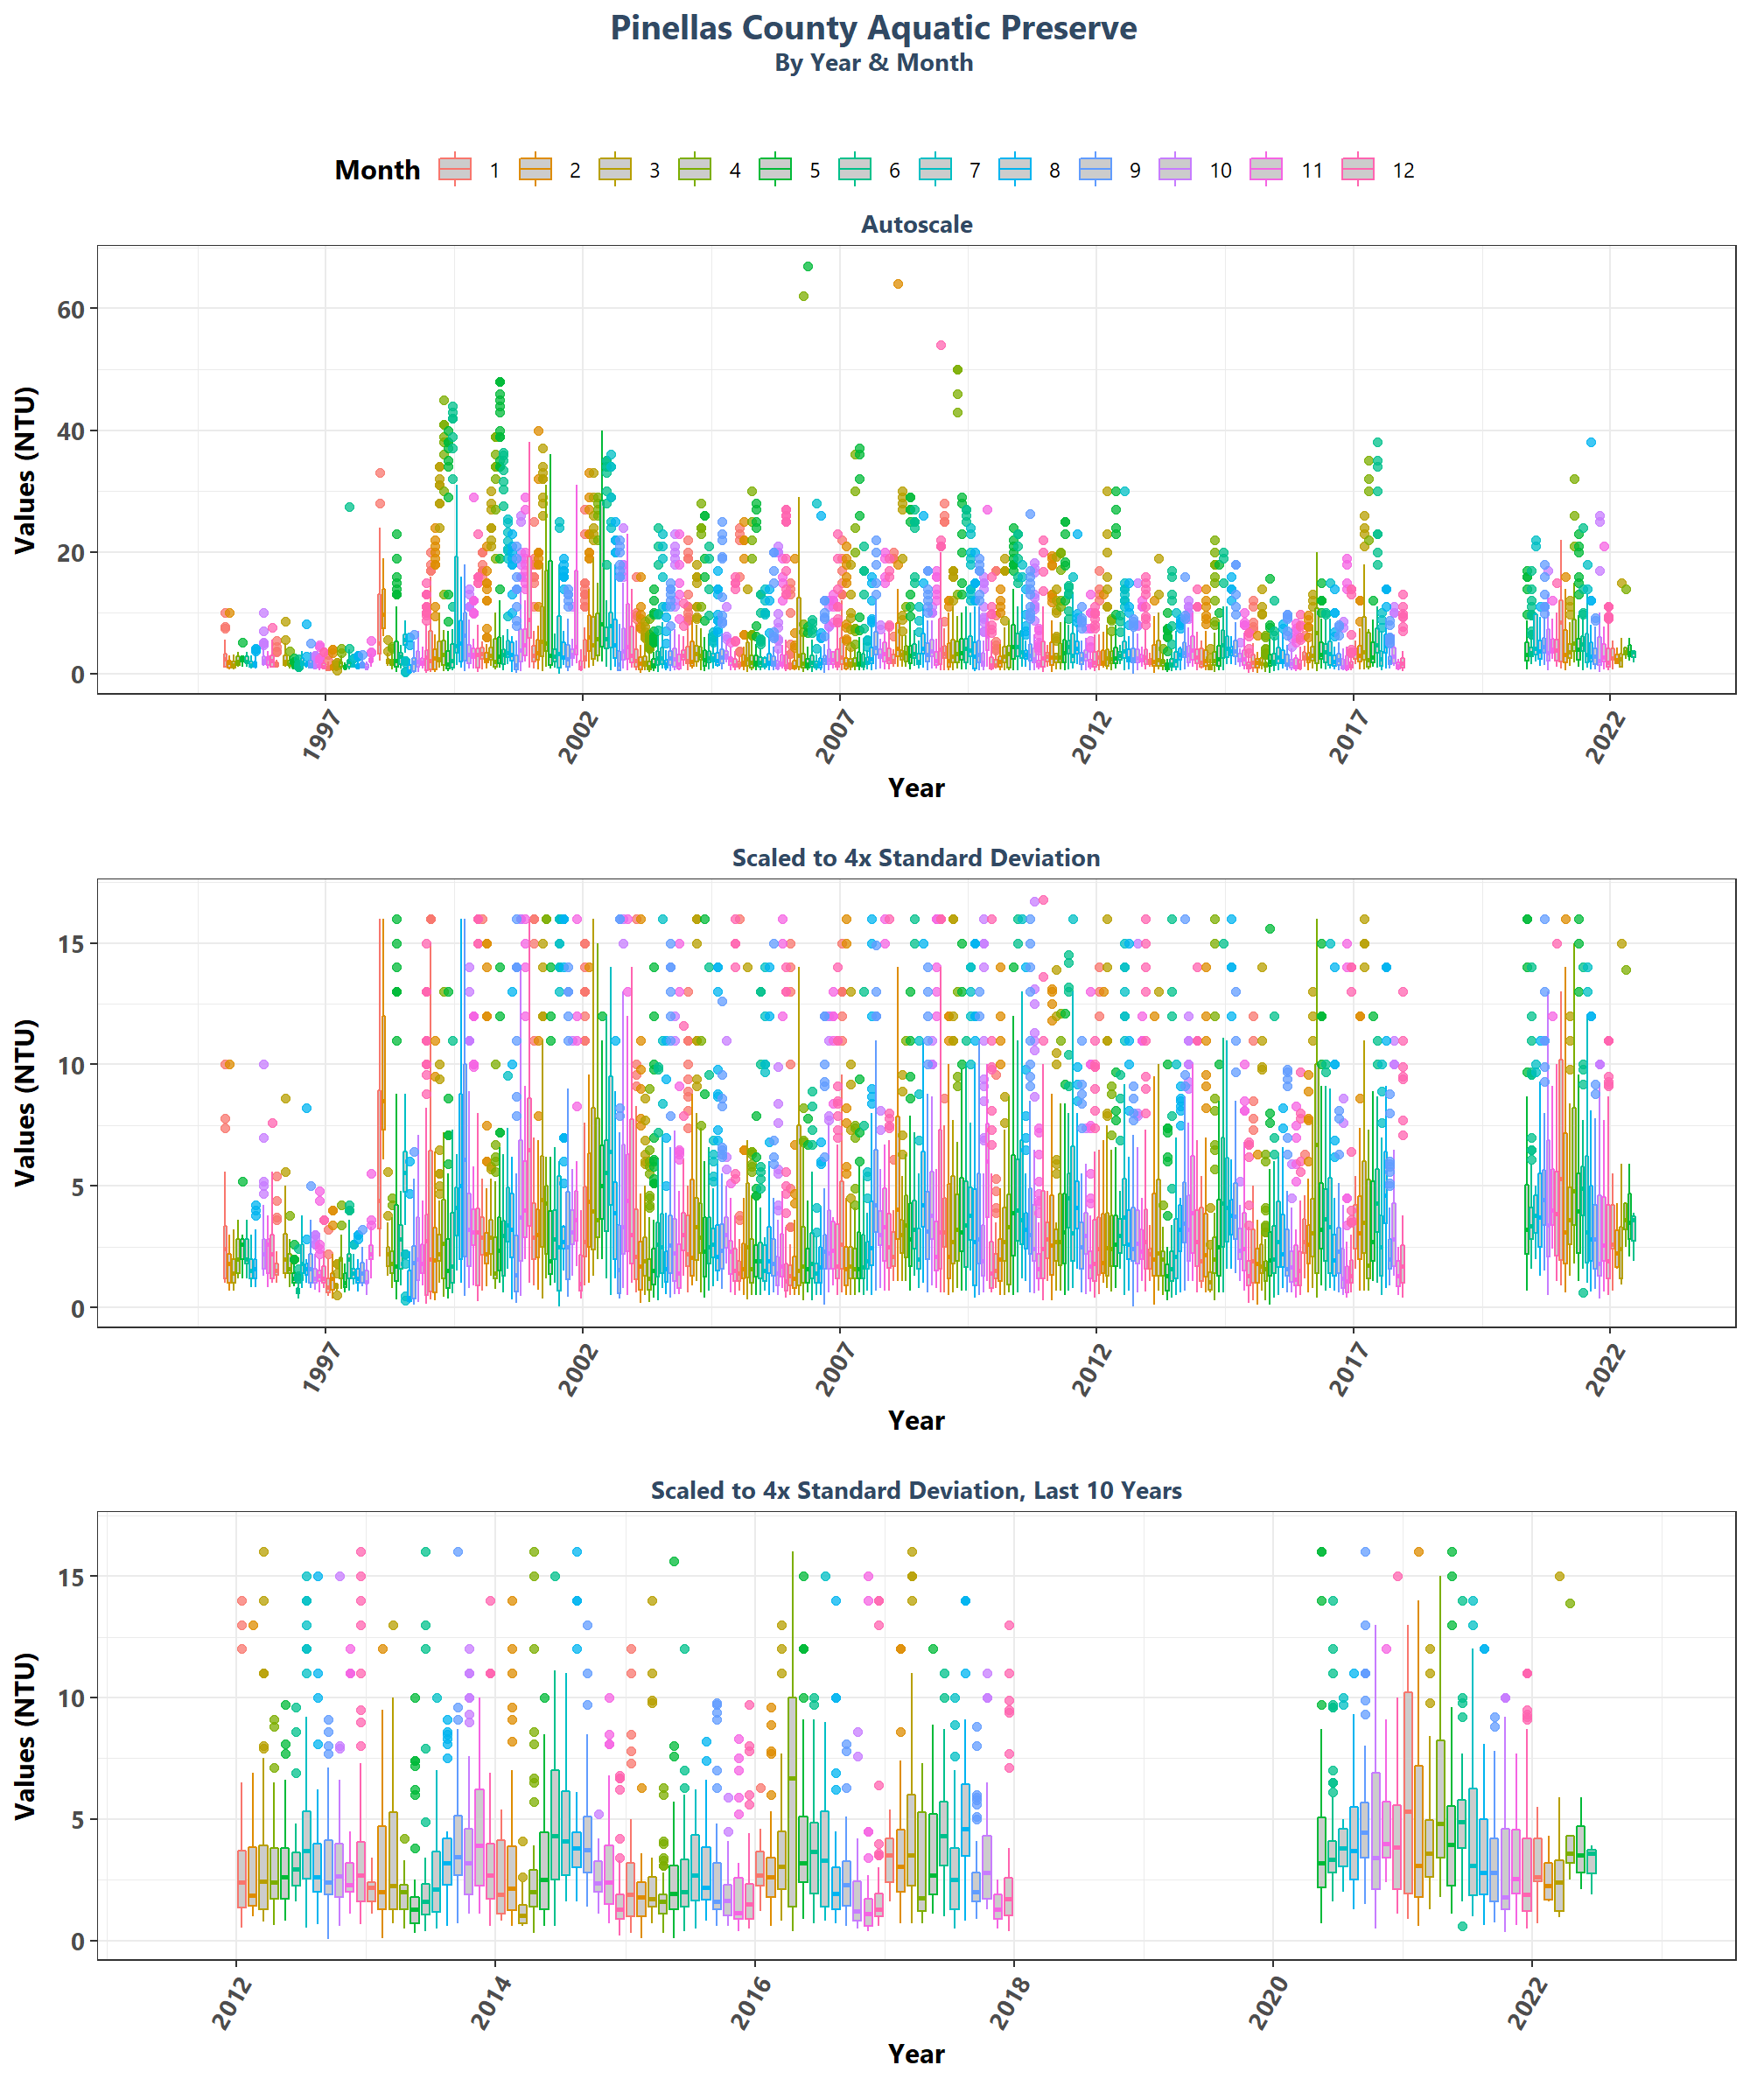 Pinellas County Aquatic Preserve
By Year & Month
Month 1 2 3 4 5 6 7 8 9 10 11 12
Autoscale
Values (NTU)
60
40
20
0
1997 2002 2007 2012 2017 2022
Year
Scaled to 4x Standard Deviation
Values (NTU)
15
10
5
0
1997 2002 2007 2012 2017 2022
Year
Scaled to 4x Standard Deviation, Last 10 Years
Values (NTU)
15
10
5
0
2012 2014 2016 2018 2020 2022
Year